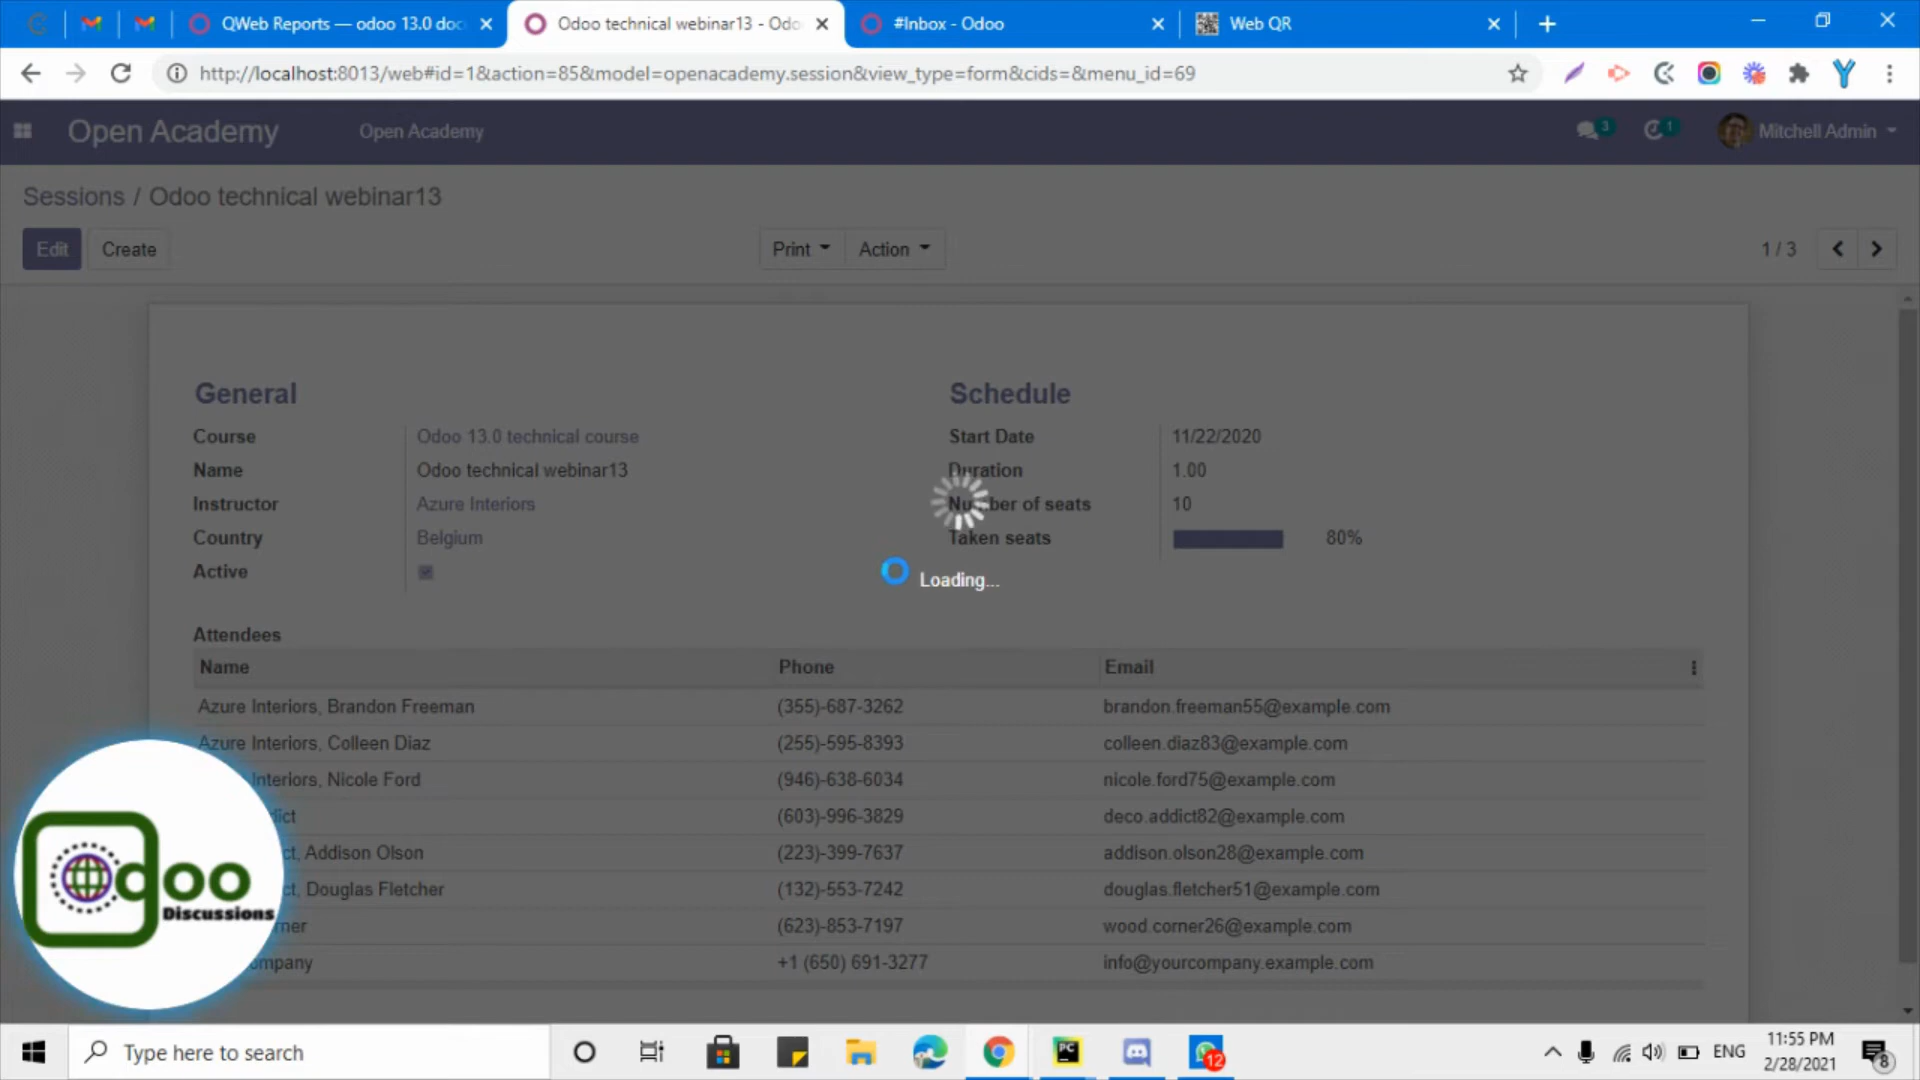 QWeb Reports — odoo 13.0 doc
Odoo technical webinar13 - Odo
#Inbox - Odoo
Web QR
http://localhost:8013/web#id=1&action=85&model=openacademy.session&view_type=form&cids=&menu_id=69
Open Academy
Open Academy
3
1
Mitchell Admin
Sessions / Odoo technical webinar13
Edit
Create
Print
Action
1 / 3
General
Schedule
Course
Odoo 13.0 technical course
Start Date
11/22/2020
Name
Odoo technical webinar13
Duration
1.00
Instructor
Azure Interiors
Number of seats
10
Country
Belgium
Taken seats
80%
Active
Loading...
Attendees
Name
Phone
Email
Azure Interiors, Brandon Freeman
(355)-687-3262
brandon.freeman55@example.com
Azure Interiors, Colleen Diaz
(255)-595-8393
colleen.diaz83@example.com
Interiors, Nicole Ford
(946)-638-6034
nicole.ford75@example.com
(603)-996-3829
deco.addict82@example.com
Addison Olson
(223)-399-7637
addison.olson28@example.com
Douglas Fletcher
(132)-553-7242
douglas.fletcher51@example.com
(623)-853-7197
wood.corner26@example.com
+1 (650) 691-3277
info@yourcompany.example.com
Odoo
Discussions
Type here to search
PC
12
ENG
11:55 PM
2/28/2021
8